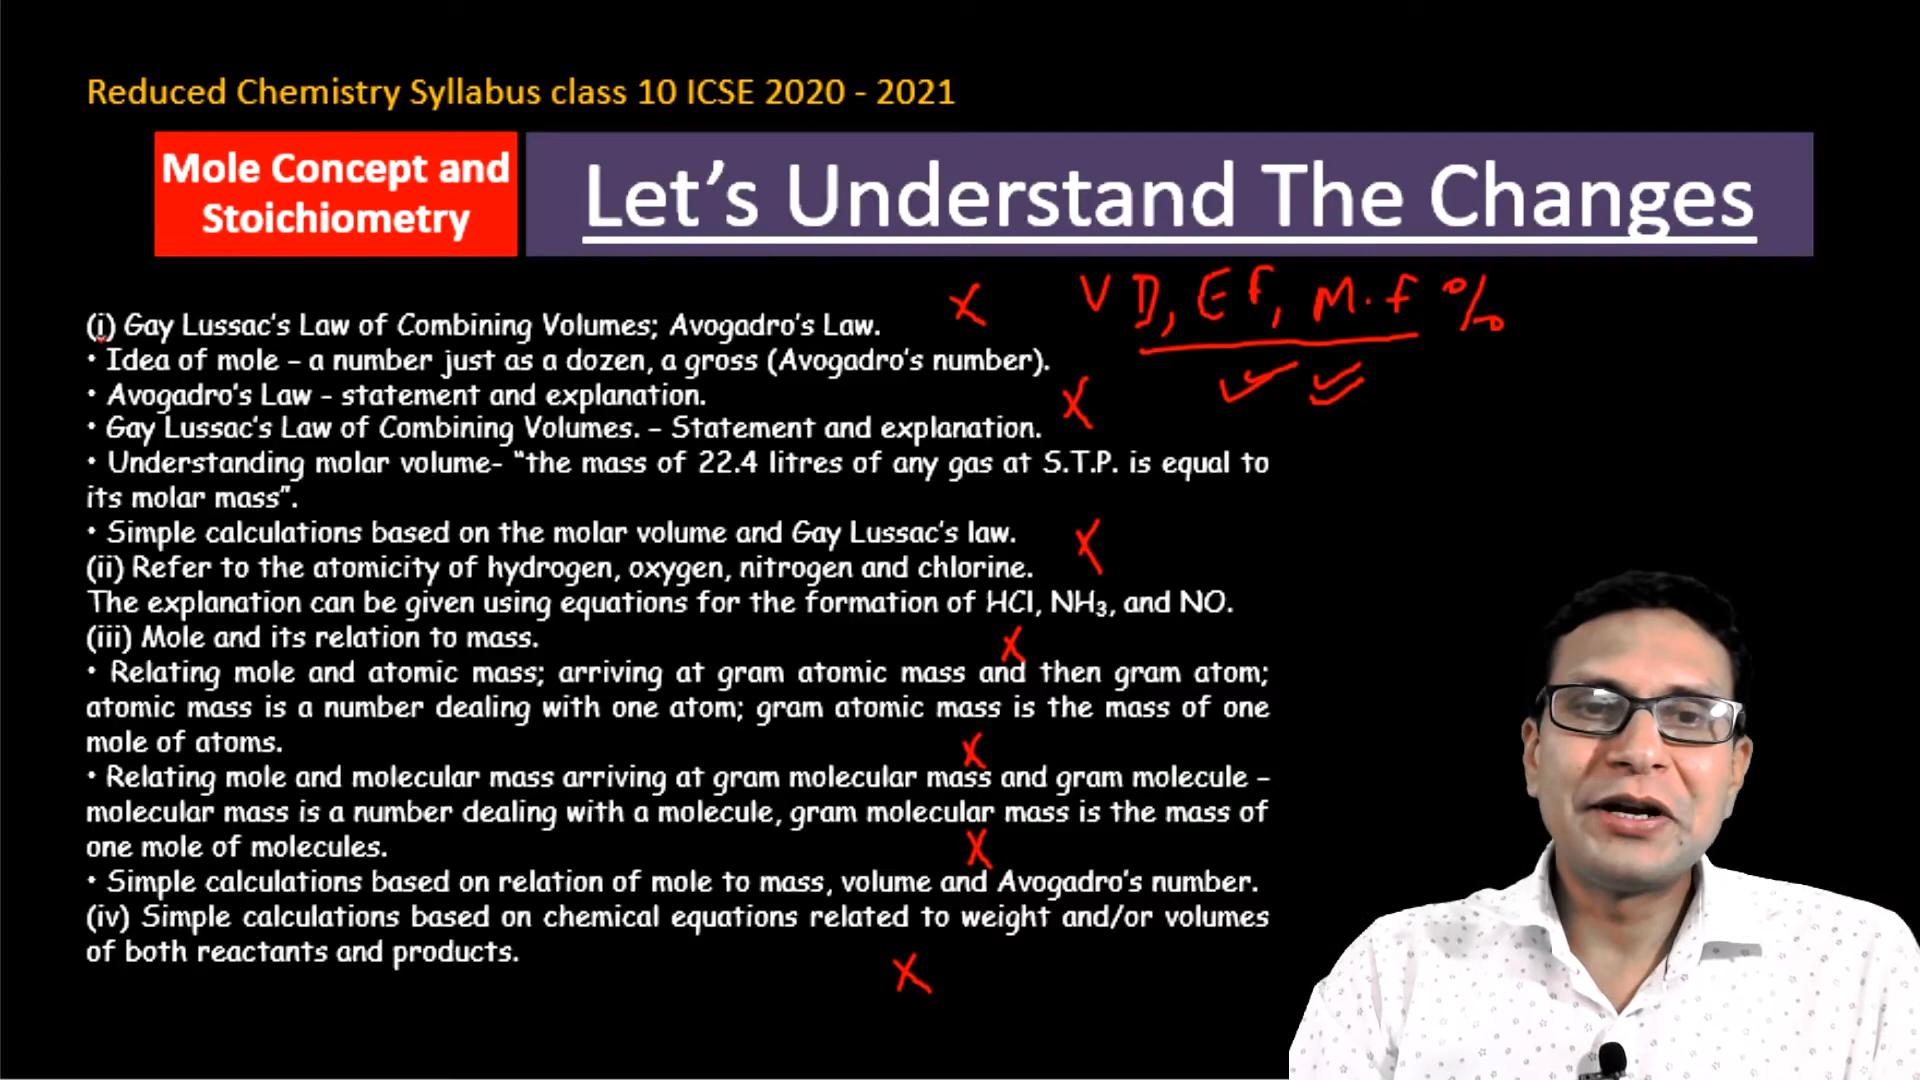 Reduced Chemistry Syllabus class 10 ICSE 2020 - 2021
Mole Concept and
Stoichiometry
Let's Understand The Changes
X V D, E F, M.F %
(i) Gay Lussac's Law of Combining Volumes; Avogadro's Law.
• Idea of mole – a number just as a dozen, a gross (Avogadro's number).
• Avogadro's Law – statement and explanation.
X
• Gay Lussac's Law of Combining Volumes. – Statement and explanation.
• Understanding molar volume- "the mass of 22.4 litres of any gas at S.T.P. is equal to
its molar mass".
• Simple calculations based on the molar volume and Gay Lussac's law.
X
(ii) Refer to the atomicity of hydrogen, oxygen, nitrogen and chlorine.
The explanation can be given using equations for the formation of HCl, NH₃, and NO.
(iii) Mole and its relation to mass.
X
• Relating mole and atomic mass; arriving at gram atomic mass and then gram atom;
atomic mass is a number dealing with one atom; gram atomic mass is the mass of one
mole of atoms.
X
• Relating mole and molecular mass arriving at gram molecular mass and gram molecule –
molecular mass is a number dealing with a molecule, gram molecular mass is the mass of
one mole of molecules.
X
• Simple calculations based on relation of mole to mass, volume and Avogadro's number.
(iv) Simple calculations based on chemical equations related to weight and/or volumes
of both reactants and products.
X